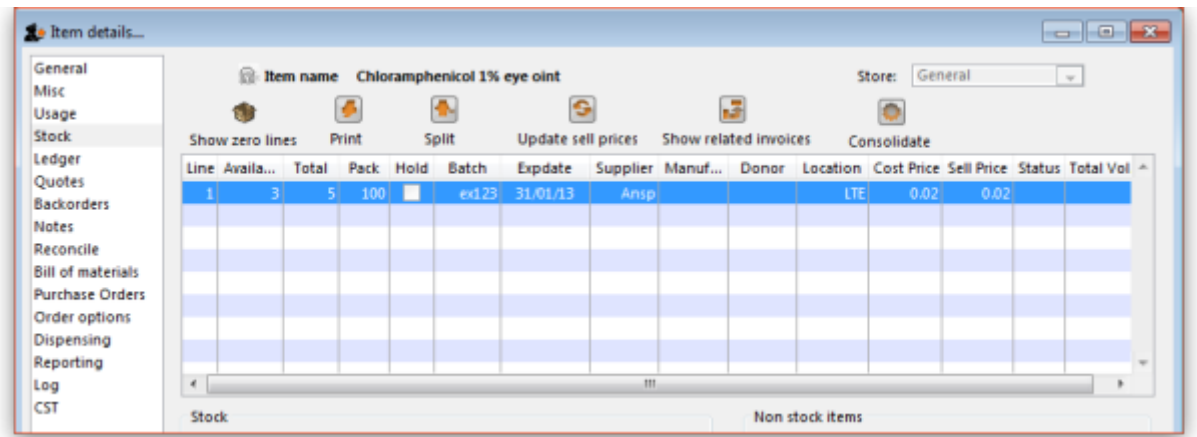 Item details...
General
Misc
Usage
Stock
Ledger
Quotes
Backorders
Notes
Reconcile
Bill of materials
Purchase Orders
Order options
Dispensing
Reporting
Log
CST
Item name Chloramphenicol 1% eye oint
Store: General
Show zero lines Print Split Update sell prices Show related invoices Consolidate
Line Availa... Total Pack Hold Batch Expdate Supplier Manuf... Donor Location Cost Price Sell Price Status Total Vol
1 3 5 100 ex123 31/01/13 Ansp LTE 0.02 0.02
Stock
Non stock items